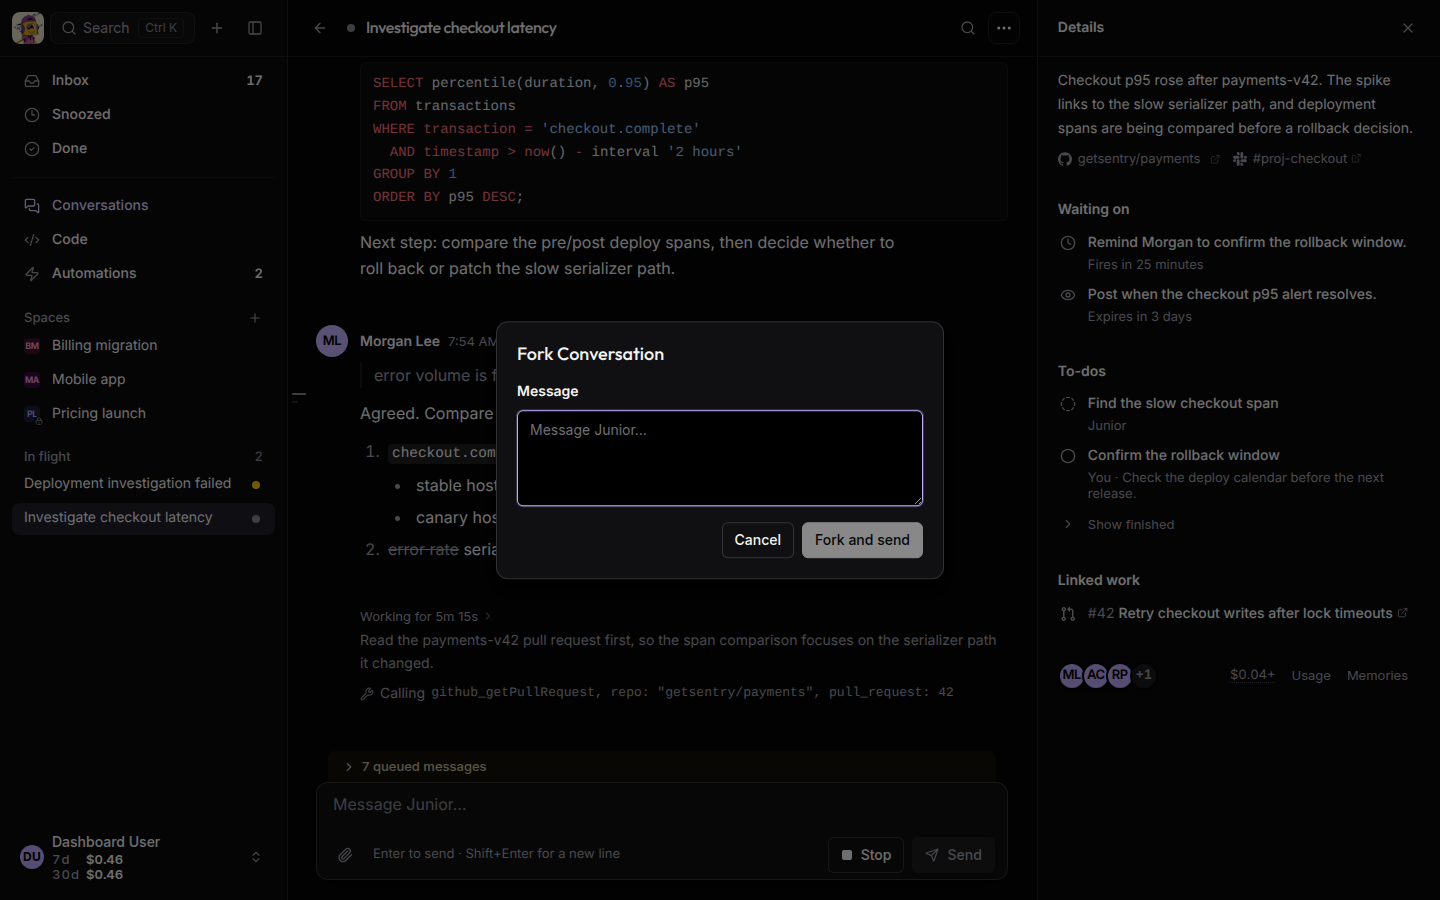 Search
Ctrl K
Inbox
17
Snoozed
Done
Conversations
Code
Automations
2
Spaces
BM
Billing migration
MA
Mobile app
PL
Pricing launch
In flight
2
Deployment investigation failed
Investigate checkout latency
DU
Dashboard User
7d $0.46
30d $0.46
Investigate checkout latency
SELECT percentile(duration, 0.95) AS p95
FROM transactions
WHERE transaction = 'checkout.complete'
AND timestamp > now() - interval '2 hours'
GROUP BY 1
ORDER BY p95 DESC;
Next step: compare the pre/post deploy spans, then decide whether to
roll back or patch the slow serializer path.
ML
Morgan Lee 7:54 AM
error volume is
Agreed. Compare
1. checkout.com
• stable host
• canary hos
2. error rate seria
Working for 5m 15s
Read the payments-v42 pull request first, so the span comparison focuses on the serializer path
it changed.
Calling github_getPullRequest, repo: "getsentry/payments", pull_request: 42
7 queued messages
Message Junior...
Enter to send · Shift+Enter for a new line
Stop
Send
Fork Conversation
Message
Message Junior...
Cancel
Fork and send
Details
Checkout p95 rose after payments-v42. The spike
links to the slow serializer path, and deployment
spans are being compared before a rollback decision.
getsentry/payments
#proj-checkout
Waiting on
Remind Morgan to confirm the rollback window.
Fires in 25 minutes
Post when the checkout p95 alert resolves.
Expires in 3 days
To-dos
Find the slow checkout span
Junior
Confirm the rollback window
You · Check the deploy calendar before the next
release.
Show finished
Linked work
#42 Retry checkout writes after lock timeouts
ML
AC
RP
+1
$0.04+
Usage
Memories